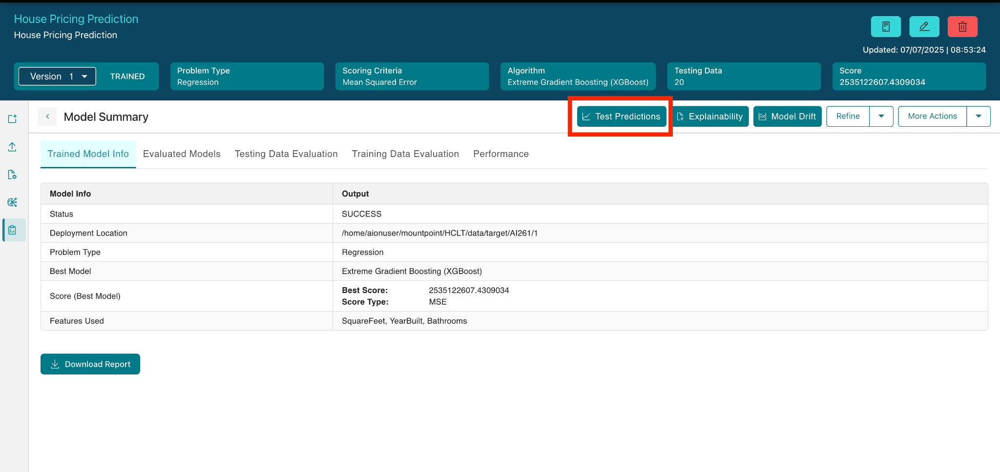 House Pricing Prediction
House Pricing Prediction
Updated: 07/07/2025 | 08:53:24
Version 1
TRAINED
Problem Type
Regression
Scoring Criteria
Mean Squared Error
Algorithm
Extreme Gradient Boosting (XGBoost)
Testing Data
20
Score
2535122607.4309034
Model Summary
Test Predictions
Explainability
Model Drift
Refine
More Actions
Trained Model Info
Evaluated Models
Testing Data Evaluation
Training Data Evaluation
Performance
Model Info Output
Status SUCCESS
Deployment Location /home/aionuser/mountpoint/HCLT/data/target/AI261/1
Problem Type Regression
Best Model Extreme Gradient Boosting (XGBoost)
Score (Best Model)
Best Score: 2535122607.4309034
Score Type: MSE
Features Used SquareFeet, YearBuilt, Bathrooms
Download Report